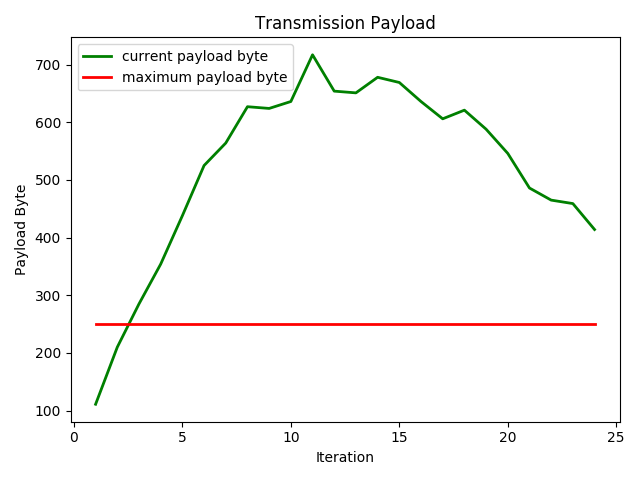 Transmission Payload
current payload byte
maximum payload byte
700
600
500
400
300
200
100
Payload Byte
0
5
10
15
20
25
Iteration